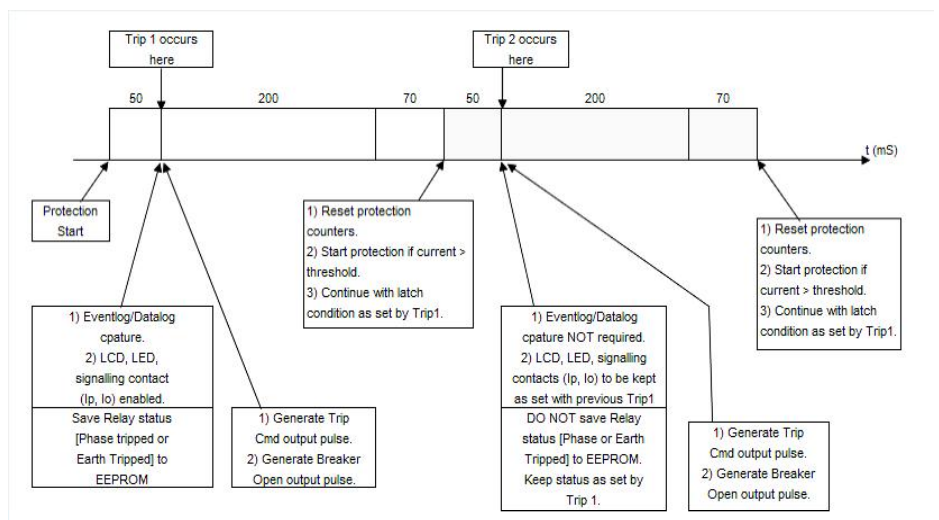 Trip 1 occurs
here
Trip 2 occurs
here
50
200
70
50
200
70
t (mS)
Protection
Start
1) Reset protection
counters.
2) Start protection if current >
threshold.
3) Continue with latch
condition as set by Trip1.
1) Reset protection
counters.
2) Start protection if
current > threshold.
3) Continue with latch
condition as set by Trip1.
1) Eventlog/Datalog
cpature.
2) LCD, LED,
signalling contact
(Ip, Io) enabled.
Save Relay status
[Phase tripped or
Earth Tripped] to
EEPROM
1) Generate Trip
Cmd output pulse.
2) Generate Breaker
Open output pulse.
1) Eventlog/Datalog
cpature NOT required.
2) LCD, LED, signalling
contacts (Ip, Io) to be kept
as set with previous Trip1
DO NOT save Relay
status [Phase or Earth
Tripped] to EEPROM.
Keep status as set by
Trip 1.
1) Generate Trip
Cmd output pulse.
2) Generate Breaker
Open output pulse.